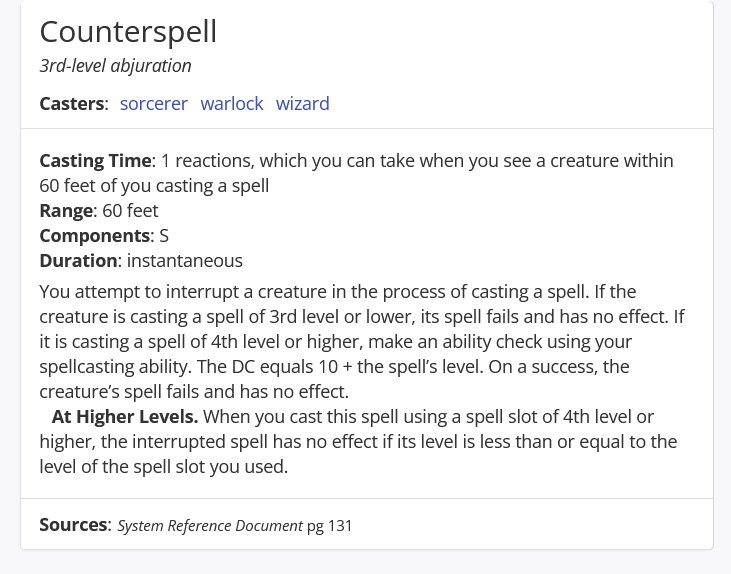 Counterspell
3rd-level abjuration
Casters: sorcerer warlock wizard
Casting Time: 1 reactions, which you can take when you see a creature within
60 feet of you casting a spell
Range: 60 feet
Components: S
Duration: instantaneous
You attempt to interrupt a creature in the process of casting a spell. If the
creature is casting a spell of 3rd level or lower, its spell fails and has no effect. If
it is casting a spell of 4th level or higher, make an ability check using your
spellcasting ability. The DC equals 10 + the spell’s level. On a success, the
creature’s spell fails and has no effect.
At Higher Levels. When you cast this spell using a spell slot of 4th level or
higher, the interrupted spell has no effect if its level is less than or equal to the
level of the spell slot you used.
Sources: System Reference Document pg 131